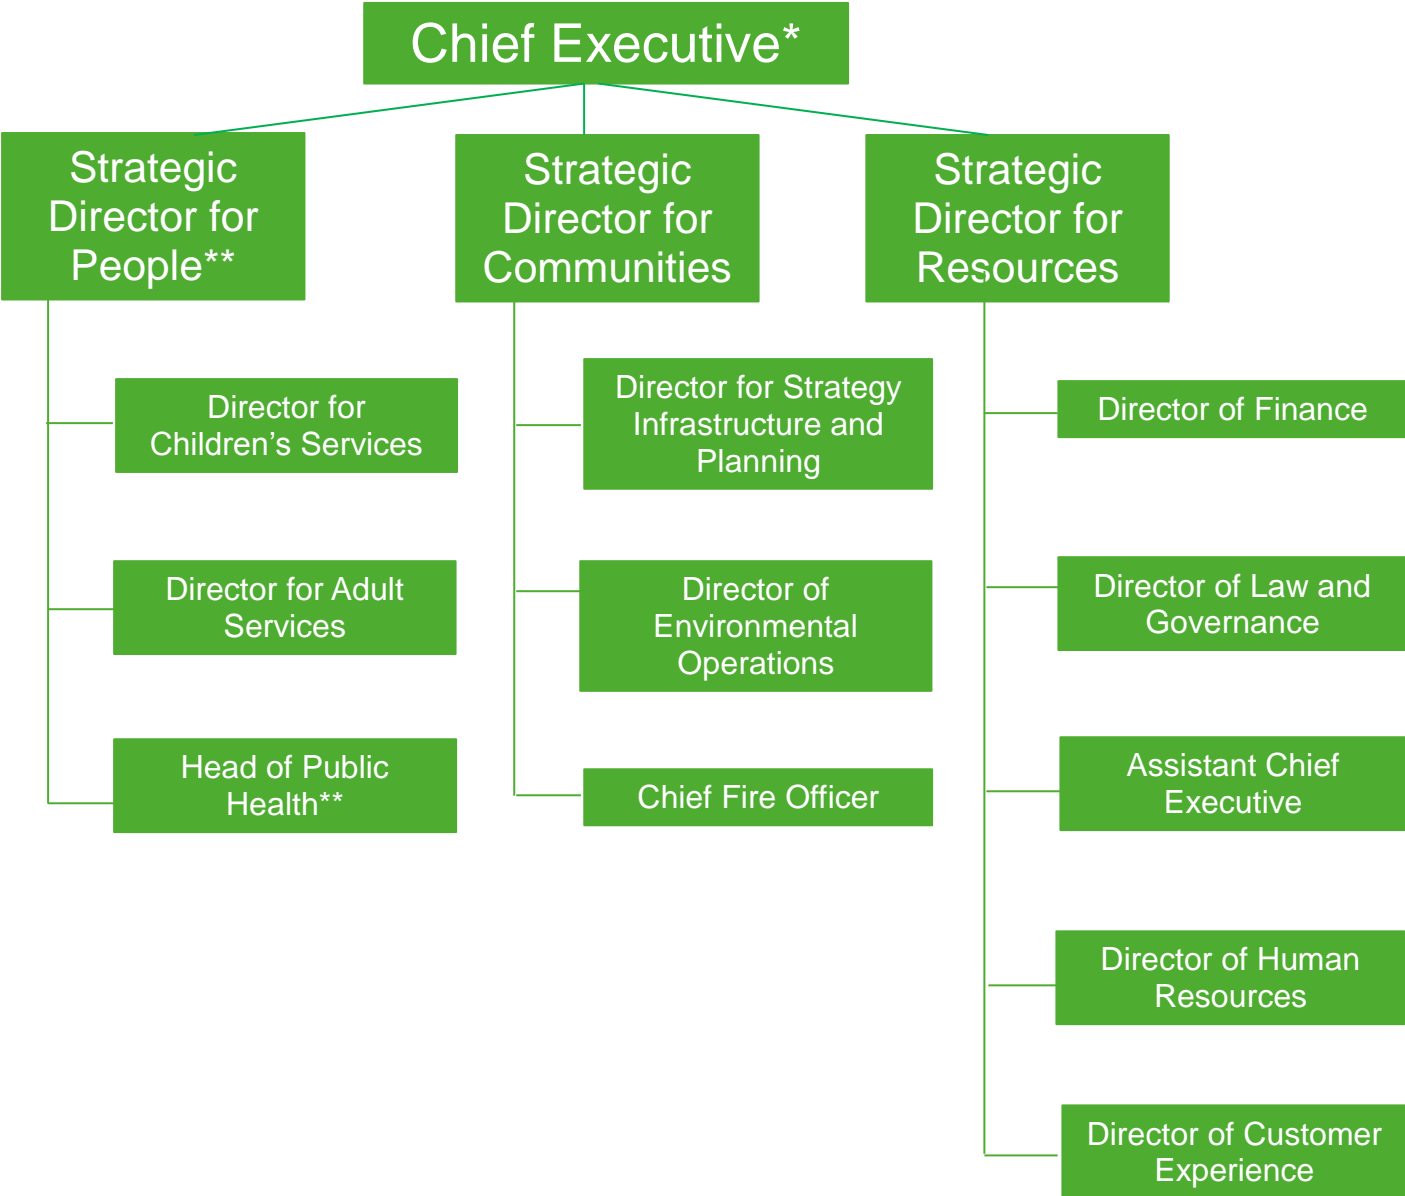 Chief Executive*
Strategic
Director for
People**
Strategic
Director for
Communities
Strategic
Director for
Resources
Director for
Children’s Services
Director for Adult
Services
Head of Public
Health**
Director for Strategy
Infrastructure and
Planning
Director of
Environmental
Operations
Chief Fire Officer
Director of Finance
Director of Law and
Governance
Assistant Chief
Executive
Director of Human
Resources
Director of Customer
Experience